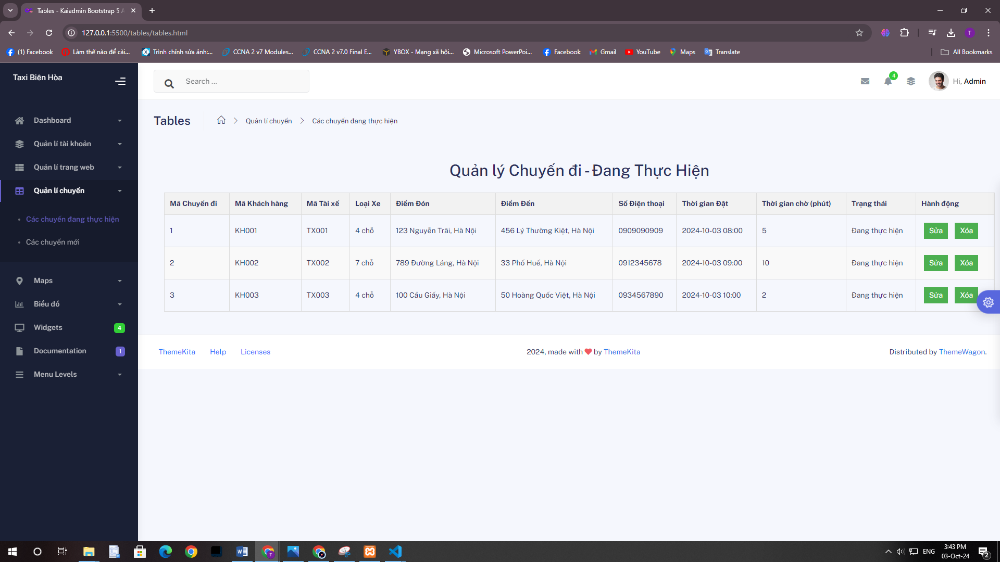 Tables - Kaiadmin Bootstrap 5 A
127.0.0.1:5500/tables/tables.html
T
(1) Facebook
Làm thế nào để cài...
Trình chỉnh sửa ảnh:...
CCNA 2 v7 Modules...
CCNA 2 v7.0 Final E...
YBOX - Mạng xã hội...
Microsoft PowerPoi...
Facebook
Gmail
YouTube
Maps
Translate
All Bookmarks
Taxi Biên Hòa
Search ...
4
Hi, Admin
Dashboard
Quản lí tài khoản
Quản lí trang web
Quản lí chuyến
Các chuyến đang thực hiện
Các chuyến mới
Maps
Biểu đồ
Widgets 4
Documentation 1
Menu Levels
Tables
Quản lí chuyến
Các chuyến đang thực hiện
Quản lý Chuyến đi - Đang Thực Hiện
Mã Chuyến đi Mã Khách hàng Mã Tài xế Loại Xe Điểm Đón Điểm Đến Số Điện thoại Thời gian Đặt Thời gian chờ (phút) Trạng thái Hành động
1 KH001 TX001 4 chỗ 123 Nguyễn Trãi, Hà Nội 456 Lý Thường Kiệt, Hà Nội 0909090909 2024-10-03 08:00 5 Đang thực hiện Sửa Xóa
2 KH002 TX002 7 chỗ 789 Đường Láng, Hà Nội 33 Phố Huế, Hà Nội 0912345678 2024-10-03 09:00 10 Đang thực hiện Sửa Xóa
3 KH003 TX003 4 chỗ 100 Cầu Giấy, Hà Nội 50 Hoàng Quốc Việt, Hà Nội 0934567890 2024-10-03 10:00 2 Đang thực hiện Sửa Xóa
ThemeKita Help Licenses
2024, made with ❤ by ThemeKita
Distributed by ThemeWagon.
T
ENG
3:43 PM
03-Oct-24
2